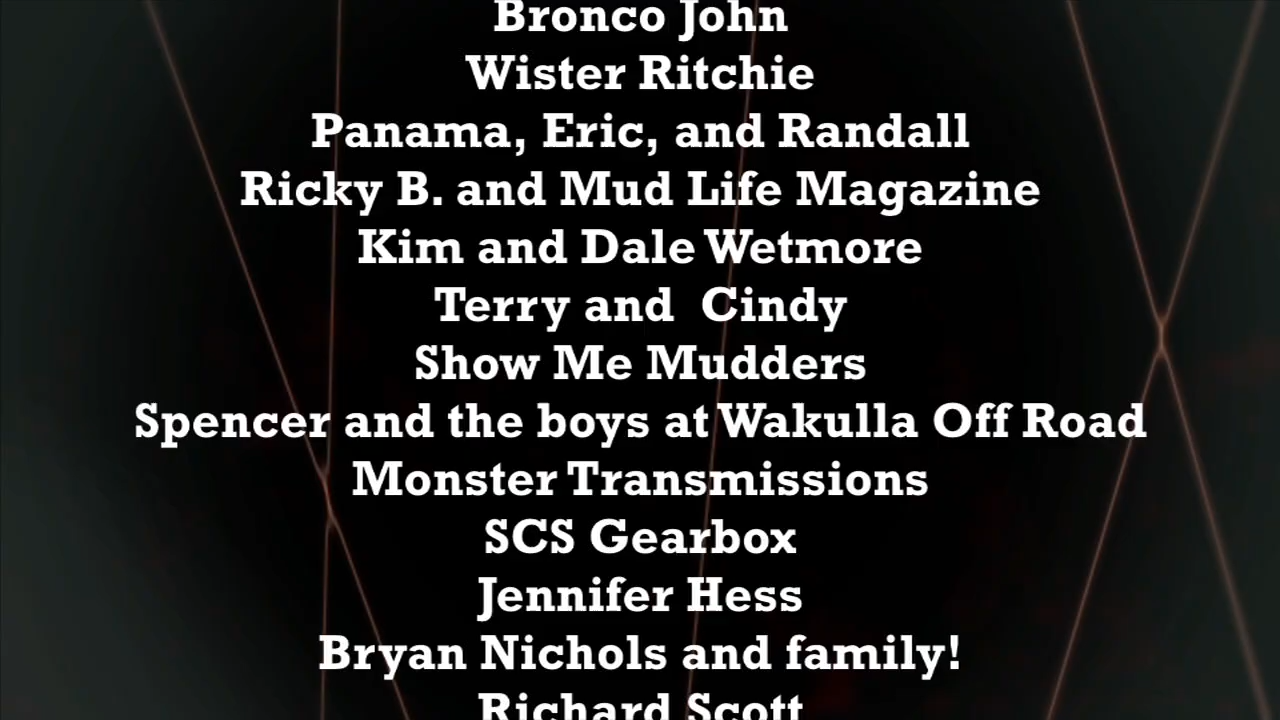 Bronco John
Wister Ritchie
Panama, Eric, and Randall
Ricky B. and Mud Life Magazine
Kim and Dale Wetmore
Terry and  Cindy
Show Me Mudders
Spencer and the boys at Wakulla Off Road
Monster Transmissions
SCS Gearbox
Jennifer Hess
Bryan Nichols and family!
Richard Scott